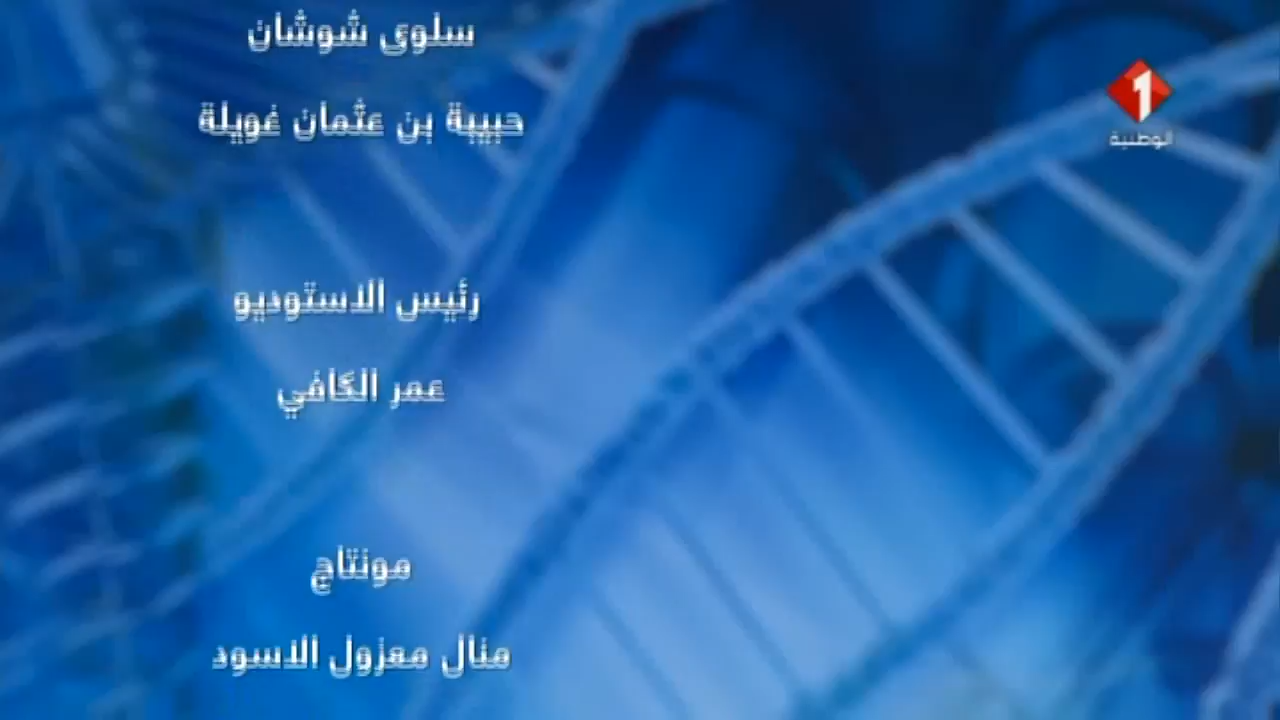 سلوى شوشان
حبيبة بن عثمان غويلة
رئيس الاستوديو
عمر الكافي
مونتاج
منال معزول الاسود
1
الوطنية